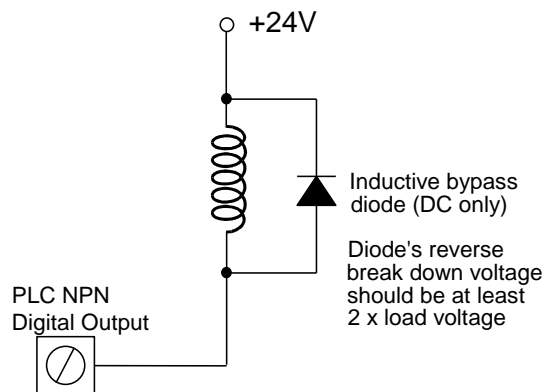 +24V
Inductive bypass
diode (DC only)
Diode's reverse
break down voltage
should be at least
2 x load voltage
PLC NPN
Digital Output